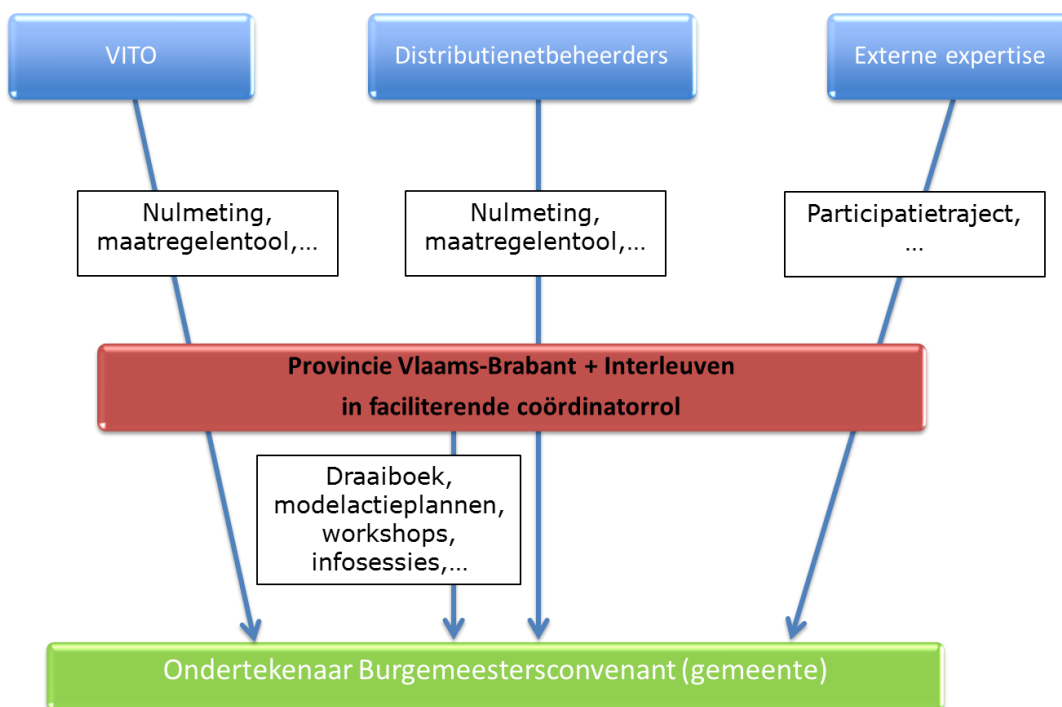 VITO
Distributienetbeheerders
Externe expertise
Nulmeting,
maatregelentool,...
Nulmeting,
maatregelentool,...
Participatietraject,
...
Provincie Vlaams-Brabant + Interleuven
in faciliterende coördinatorrol
Draaiboek,
modelactieplannen,
workshops,
infosessies,...
Ondertekenaar Burgemeestersconvenant (gemeente)